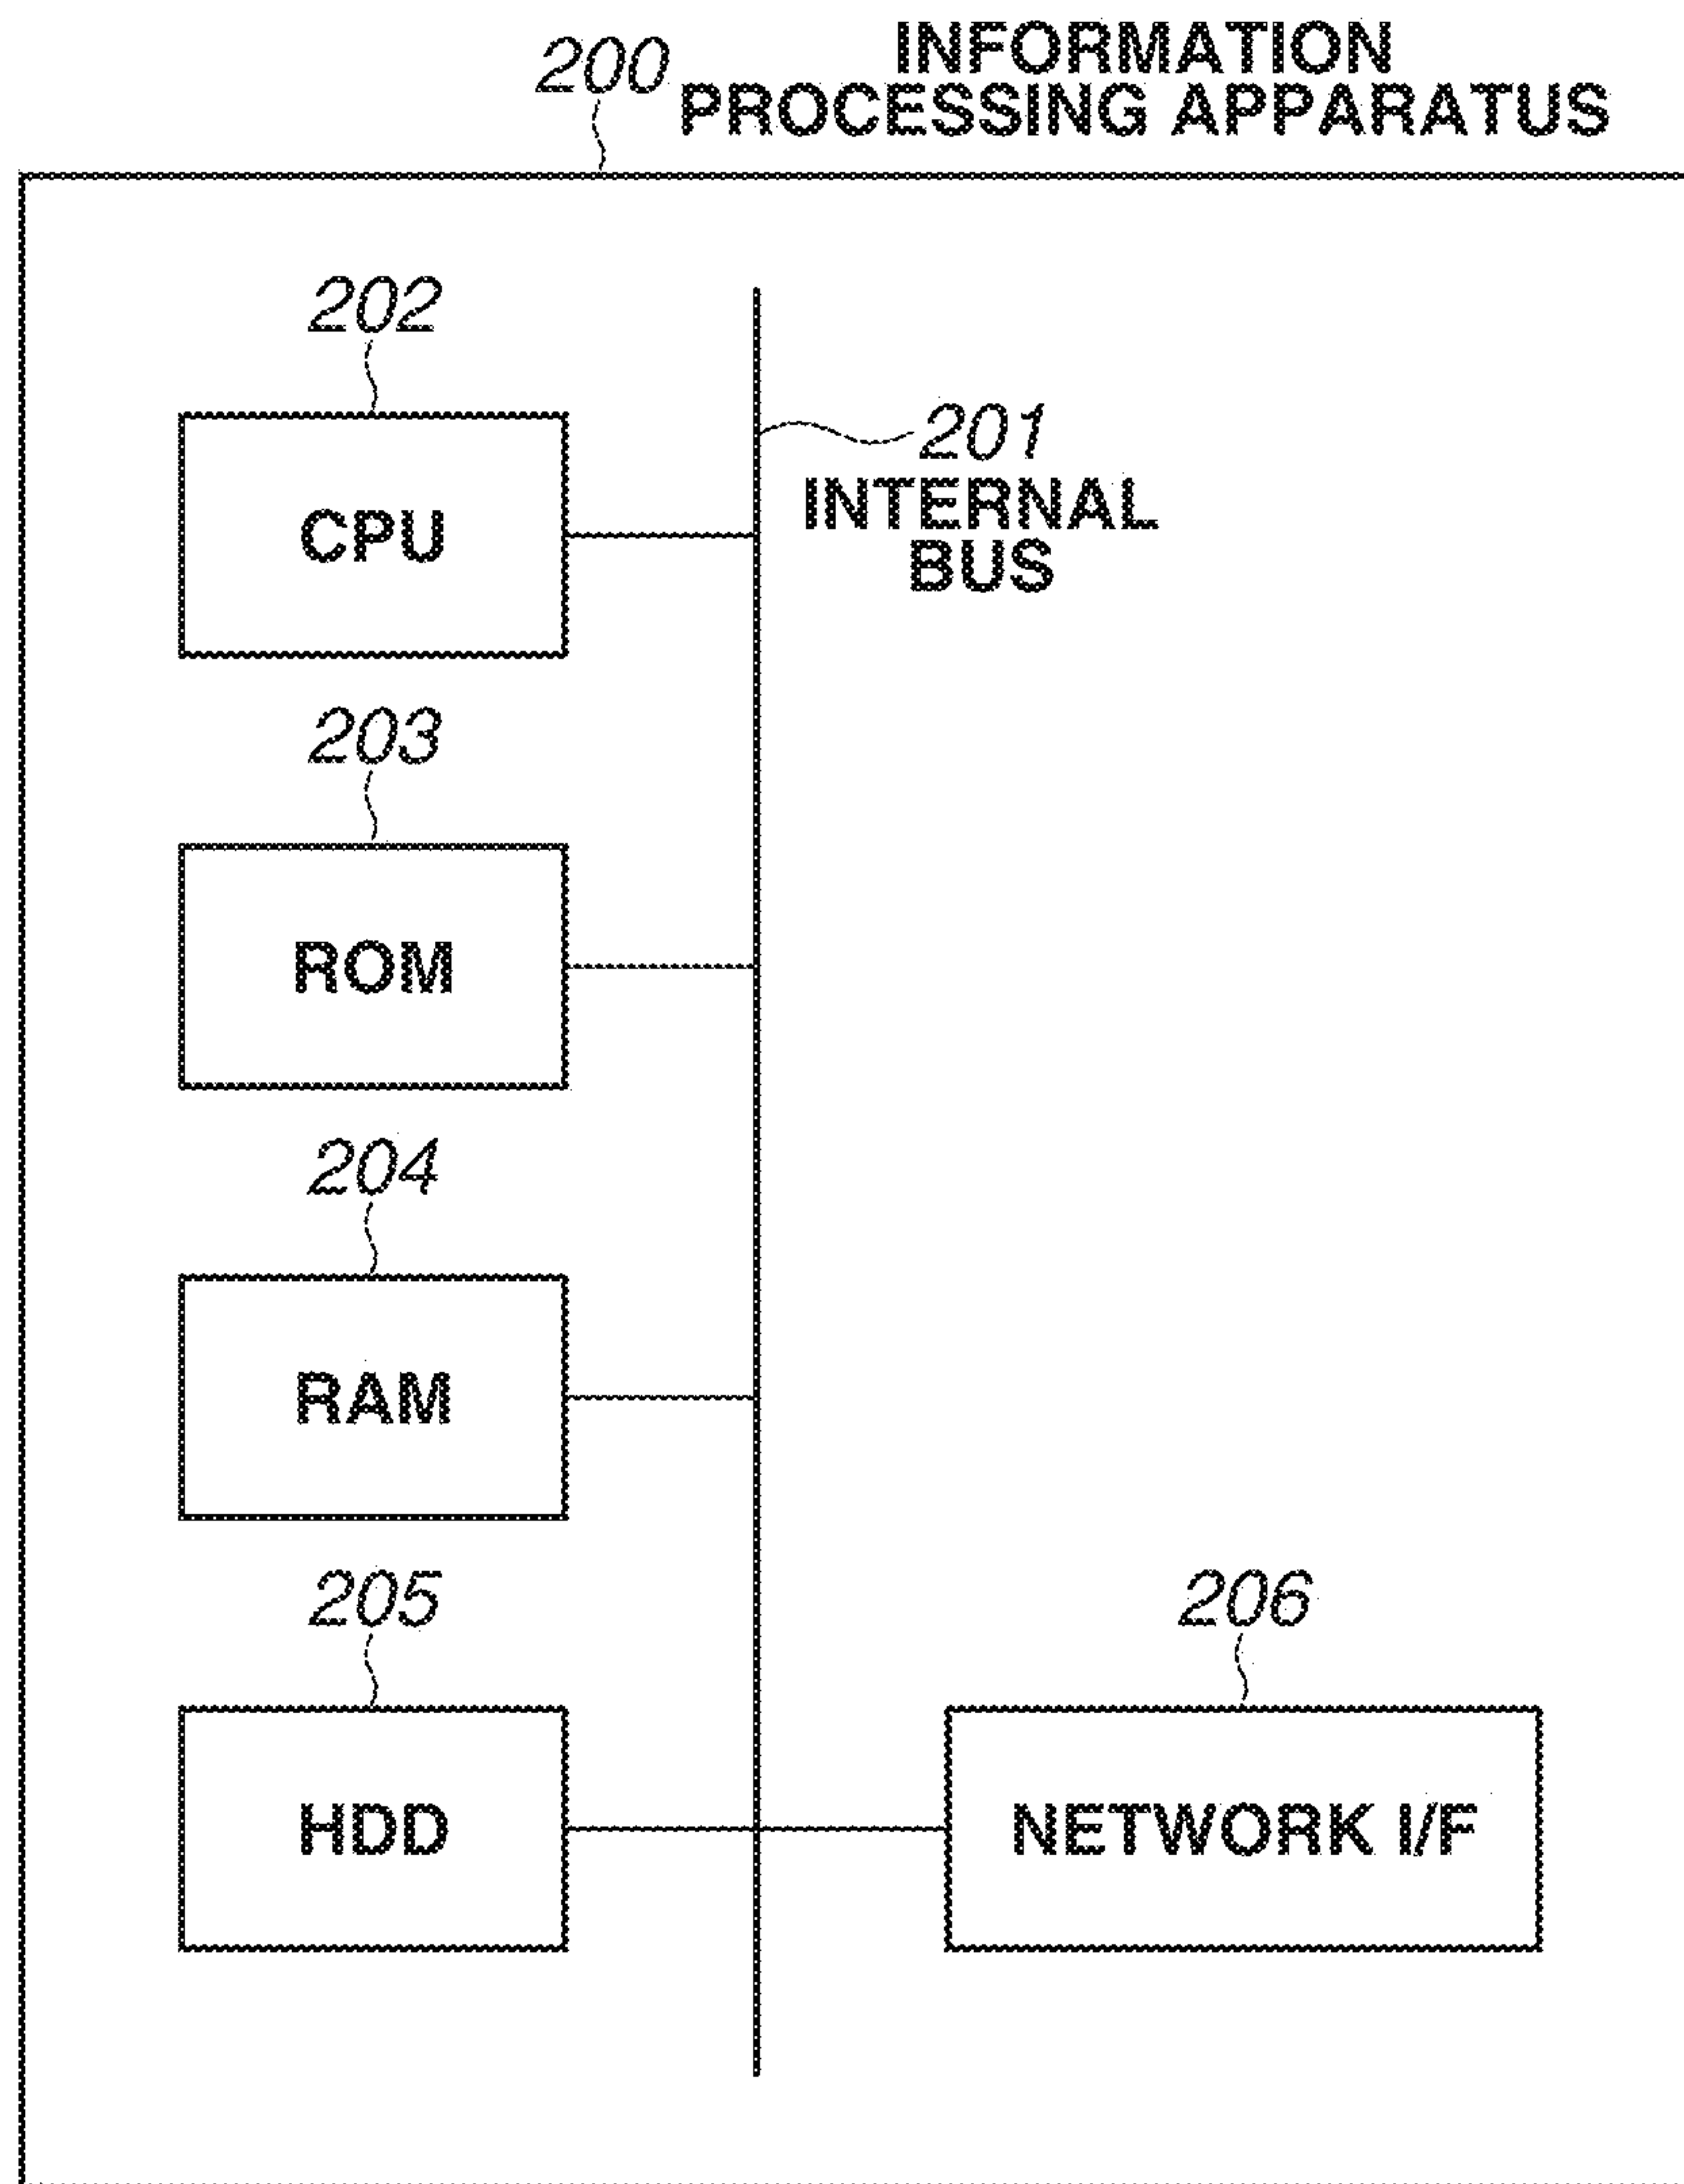 200
INFORMATION
PROCESSING APPARATUS
202
CPU
201
INTERNAL
BUS
203
ROM
204
RAM
205
HDD
206
NETWORK I/F